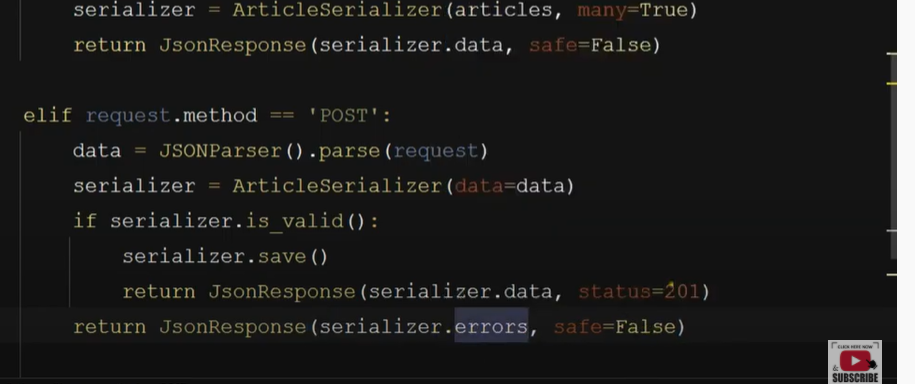 serializer = ArticleSerializer(articles, many=True)
return JsonResponse(serializer.data, safe=False)
elif request.method == 'POST':
data = JSONParser().parse(request)
serializer = ArticleSerializer(data=data)
if serializer.is_valid():
serializer.save()
return JsonResponse(serializer.data, status=201)
return JsonResponse(serializer.errors, safe=False)
CLICK HERE NOW
& SUBSCRIBE